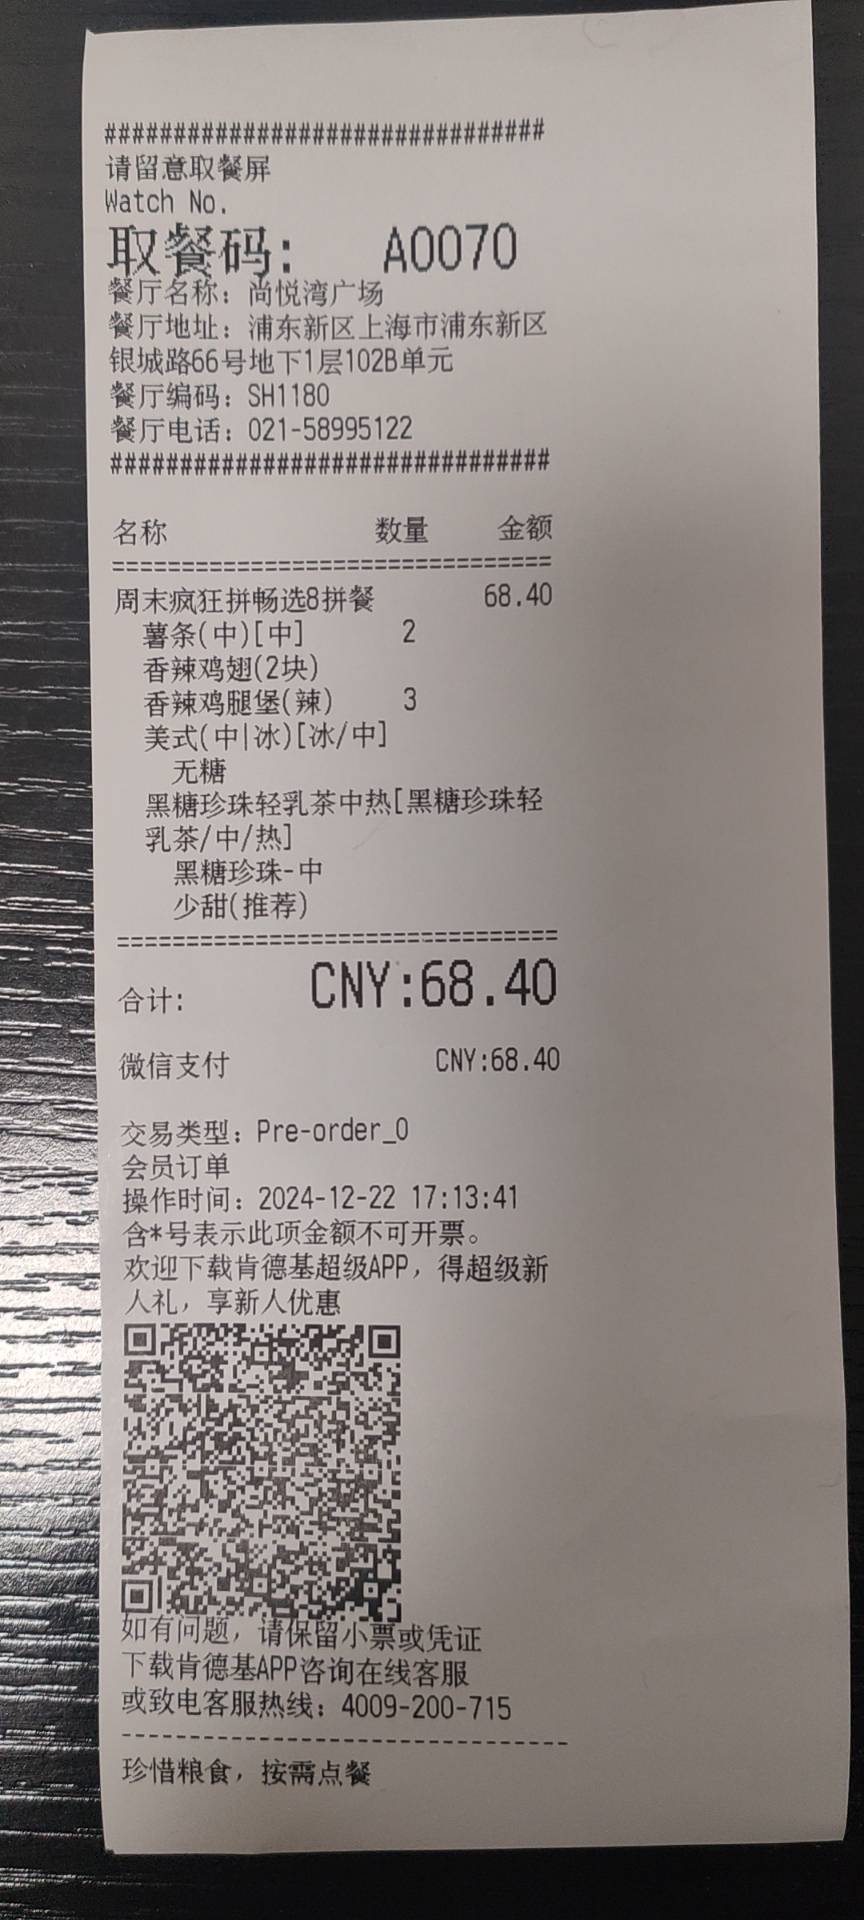 ################################
请留意取餐屏
Watch No.
取餐码: A0070
餐厅名称：尚悦湾广场
餐厅地址：浦东新区上海市浦东新区
银城路66号地下1层102B单元
餐厅编码：SH1180
餐厅电话：021-58995122
################################
名称 数量 金额
================================
周末疯狂拼畅选8拼餐 68.40
薯条(中)[中] 2
香辣鸡翅(2块)
香辣鸡腿堡(辣) 3
美式(中|冰)[冰/中]
无糖
黑糖珍珠轻乳茶中热[黑糖珍珠轻
乳茶/中/热]
黑糖珍珠-中
少甜(推荐)
================================
合计: CNY:68.40
微信支付 CNY:68.40
交易类型：Pre-order_0
会员订单
操作时间：2024-12-22 17:13:41
含*号表示此项金额不可开票。
欢迎下载肯德基超级APP，得超级新
人礼，享新人优惠
如有问题，请保留小票或凭证
下载肯德基APP咨询在线客服
或致电客服热线：4009-200-715
--------------------------------
珍惜粮食，按需点餐